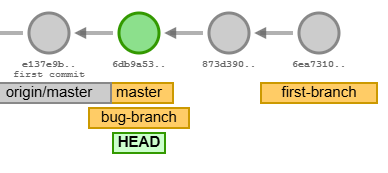 e137e9b..
first commit
6db9a53..
873d390..
6ea7310..
origin/master
master
first-branch
bug-branch
HEAD